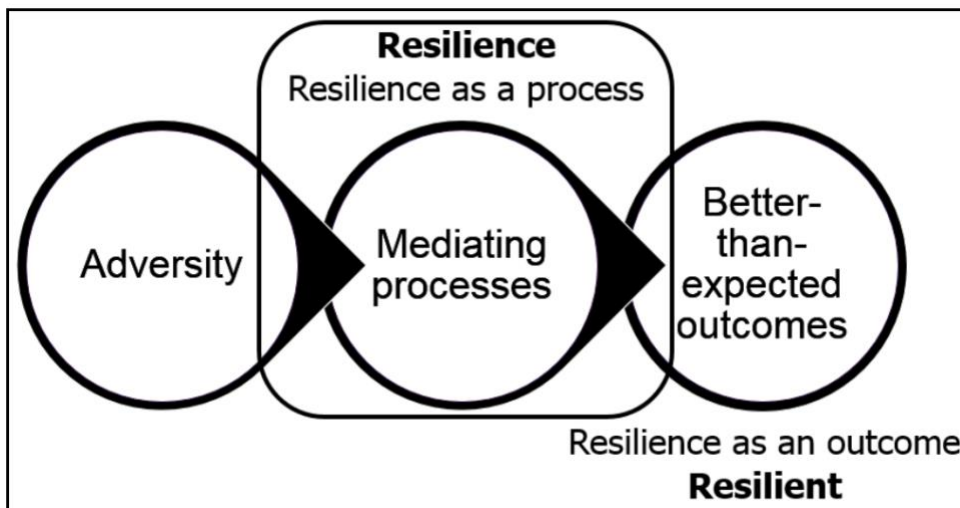 Resilience
Resilience as a process
Adversity
Mediating
processes
Better-
than-
expected
outcomes
Resilience as an outcome
Resilient